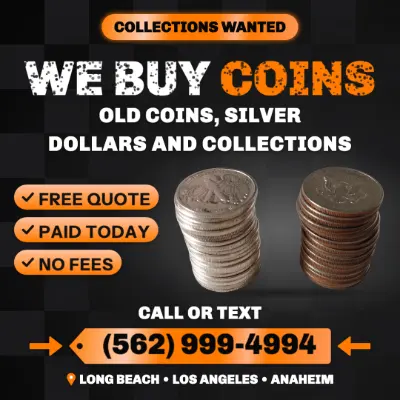 COLLECTIONS WANTED
WE BUY COINS
OLD COINS, SILVER
DOLLARS AND COLLECTIONS
FREE QUOTE
PAID TODAY
NO FEES
CALL OR TEXT
(562) 999-4994
LONG BEACH • LOS ANGELES • ANAHEIM